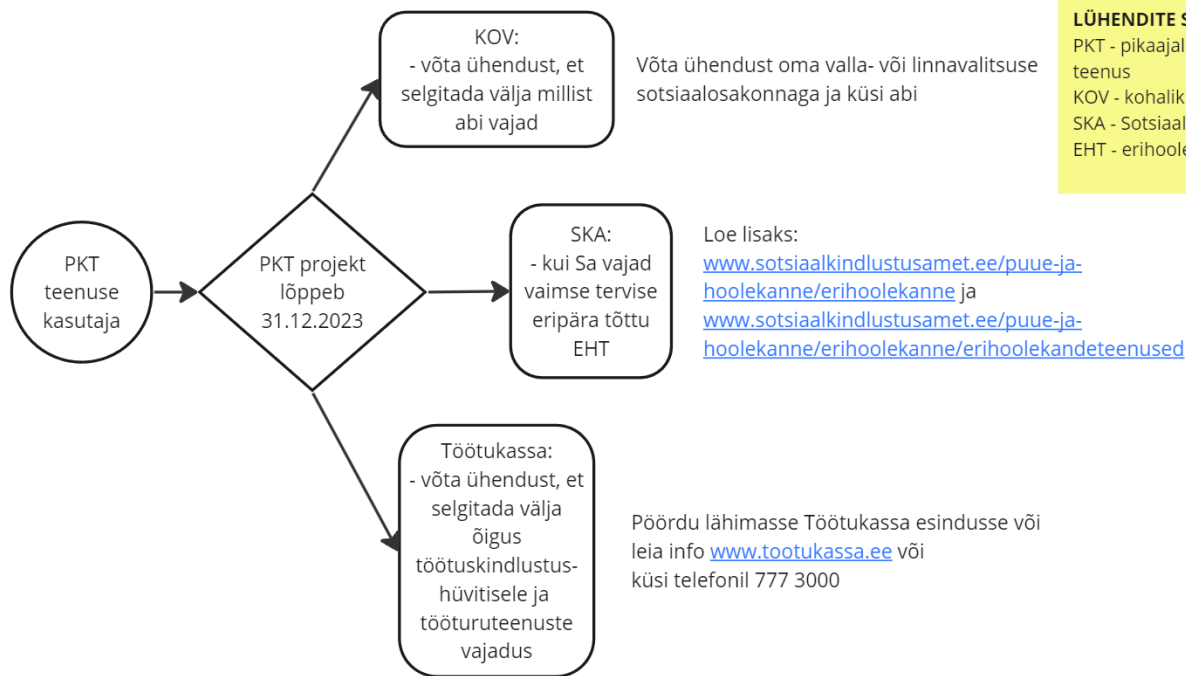 PKT
teenuse
kasutaja
PKT projekt
lõppeb
31.12.2023
KOV:
- võta ühendust, et
selgitada välja millist
abi vajad
Võta ühendust oma valla- või linnavalitsuse
sotsiaalosakonnaga ja küsi abi
SKA:
- kui Sa vajad
vaimse tervise
eripära tõttu
EHT
Loe lisaks:
www.sotsiaalkindlustusamet.ee/puue-ja-
hoolekanne/erihoolekanne ja
www.sotsiaalkindlustusamet.ee/puue-ja-
hoolekanne/erihoolekanne/erihoolekandeteenused
Töötukassa:
- võta ühendust, et
selgitada välja
õigus
töötuskindlustus-
hüvitisele ja
tööturuteenuste
vajadus
Pöördu lähimasse Töötukassa esindusse või
leia info www.tootukassa.ee või
küsi telefonil 777 3000
LÜHENDITE
PKT - 
teenus
KOV - 
SKA - 
EHT -